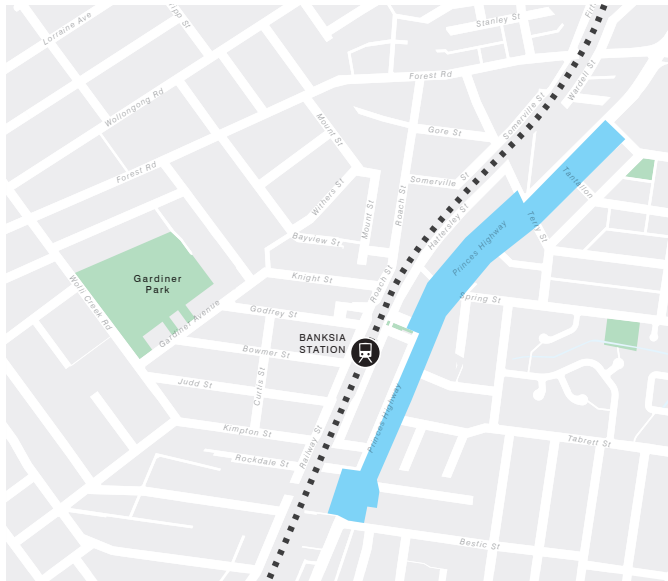 Lorraine Ave
Stanley St
Wardell St
Forest Rd
Wollongong Rd
Somerville St
Mount St
Gore St
Forest Rd
Somerville St
Tantallon
Withers St
Mount St
Roach St
Hattersley St
Terry St
Princes Highway
Bayview St
Gardiner
Park
Knight St
Roach St
Wolli Creek Rd
Gardiner Avenue
Godfrey St
Spring St
BANKSIA
STATION
Bowmer St
Judd St
Curtis St
Princes Highway
Kimpton St
Railway St
Tabrett St
Rockdale St
Bestic St